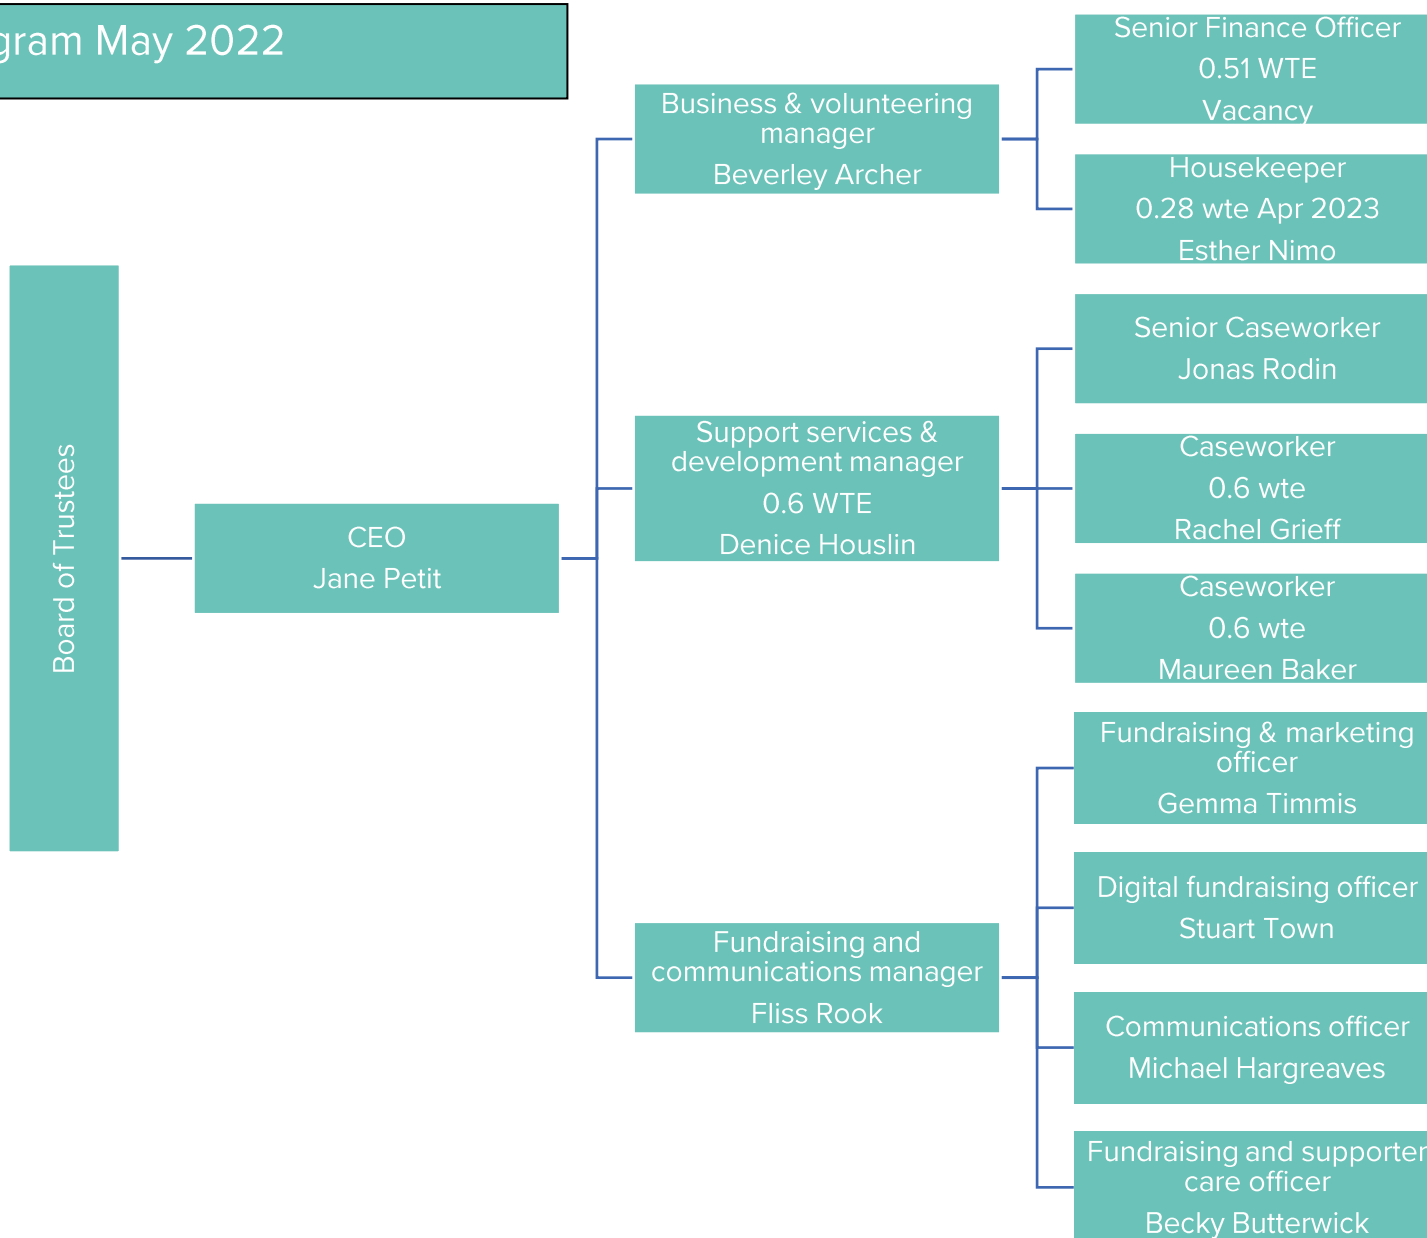 gram May 2022
Board of Trustees
CEO
Jane Petit
Business & volunteering
manager
Beverley Archer
Support services &
development manager
0.6 WTE
Denice Houslin
Fundraising and
communications manager
Fliss Rook
Senior Finance Officer
0.51 WTE
Vacancy
Housekeeper
0.28 wte Apr 2023
Esther Nimo
Senior Caseworker
Jonas Rodin
Caseworker
0.6 wte
Rachel Grieff
Caseworker
0.6 wte
Maureen Baker
Fundraising & marketing
officer
Gemma Timmis
Digital fundraising officer
Stuart Town
Communications officer
Michael Hargreaves
Fundraising and supporter
care officer
Becky Butterwick